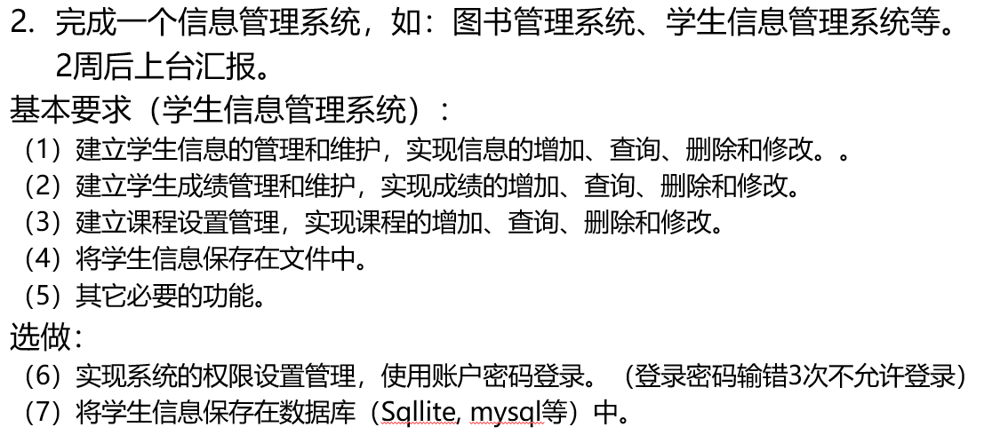 2. 完成一个信息管理系统，如：图书管理系统、学生信息管理系统等。
2周后上台汇报。
基本要求（学生信息管理系统）：
（1）建立学生信息的管理和维护，实现信息的增加、查询、删除和修改。。
（2）建立学生成绩管理和维护，实现成绩的增加、查询、删除和修改。
（3）建立课程设置管理，实现课程的增加、查询、删除和修改。
（4）将学生信息保存在文件中。
（5）其它必要的功能。
选做：
（6）实现系统的权限设置管理，使用账户密码登录。（登录密码输错3次不允许登录）
（7）将学生信息保存在数据库（Sqllite, mysql等）中。